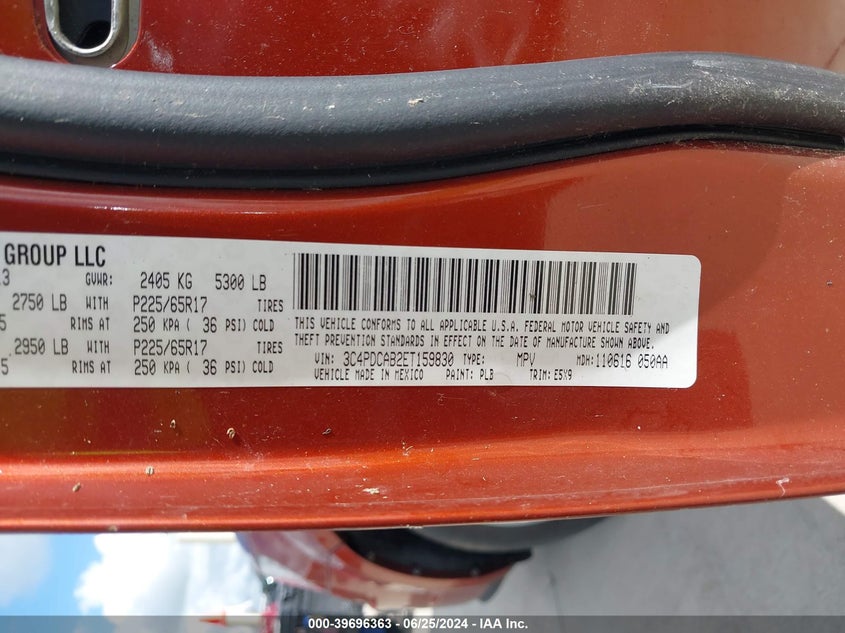 GROUP LLC
3 GVWR: 2405 KG 5300 LB
2750 LB WITH P225/65R17 TIRES
5 RIMS AT 250 KPA ( 36 PSI) COLD
2950 LB WITH P225/65R17 TIRES
5 RIMS AT 250 KPA ( 36 PSI) COLD
THIS VEHICLE CONFORMS TO ALL APPLICABLE U.S.A. FEDERAL MOTOR VEHICLE SAFETY AND
THEFT PREVENTION STANDARDS IN EFFECT ON THE DATE OF MANUFACTURE SHOWN ABOVE.
VIN: 3C4PDCAB2ET159830 TYPE: MPV MDH: 110616 050AA
VEHICLE MADE IN MEXICO PAINT: PLB TRIM: E5X9
000-39696363 - 06/25/2024 - IAA Inc.